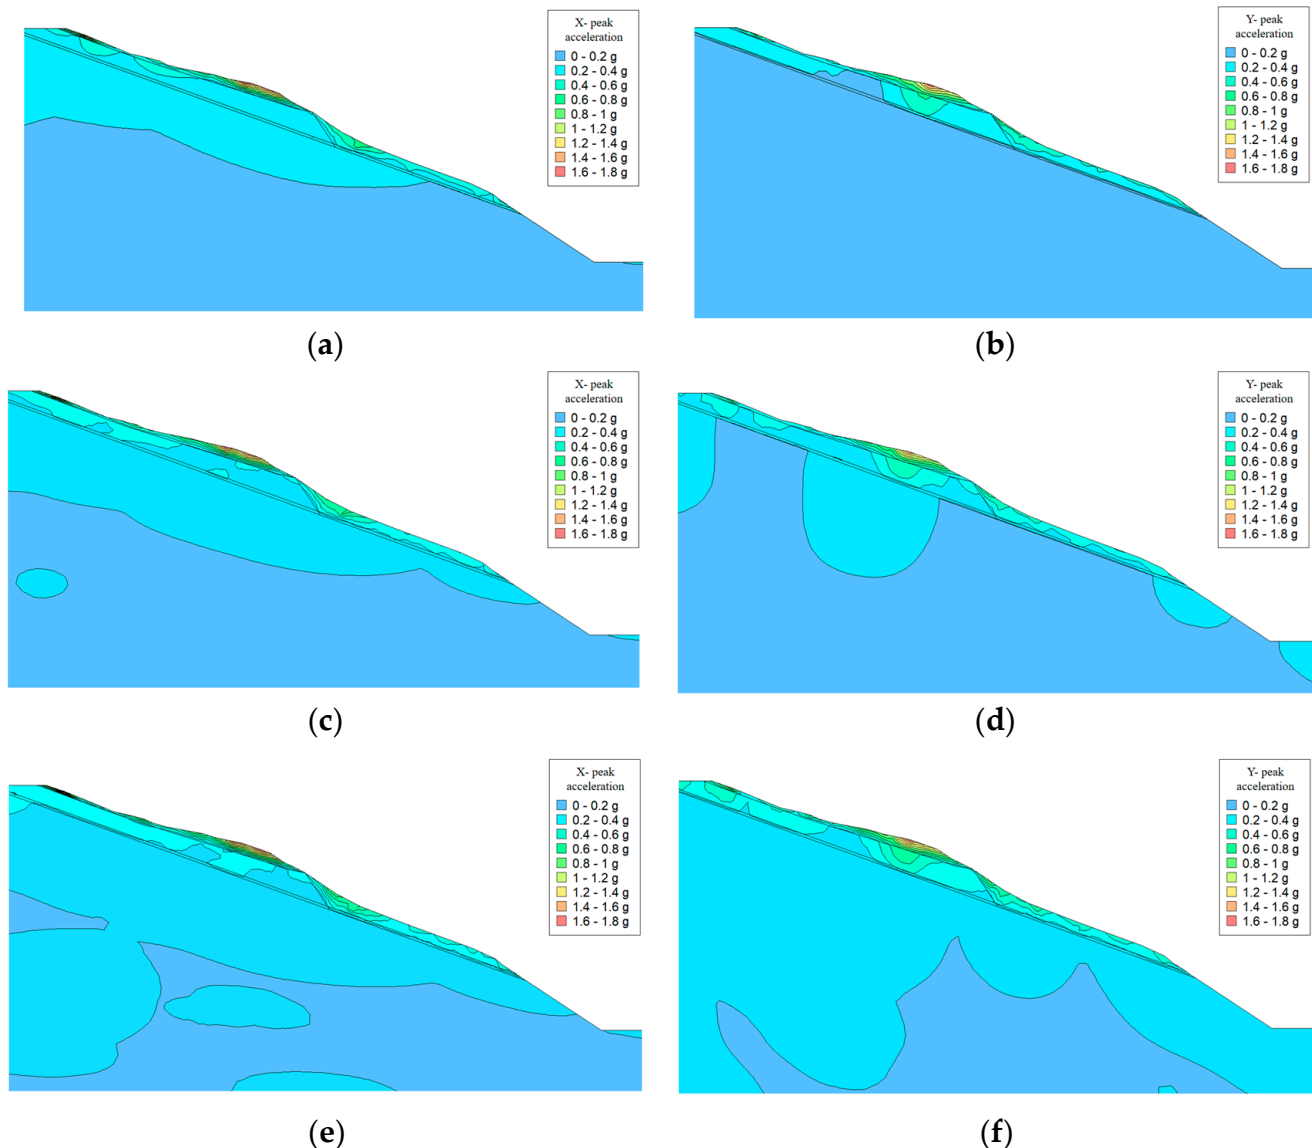 X- peak
acceleration
0 - 0.2 g
0.2 - 0.4 g
0.4 - 0.6 g
0.6 - 0.8 g
0.8 - 1 g
1 - 1.2 g
1.2 - 1.4 g
1.4 - 1.6 g
1.6 - 1.8 g
Y- peak
acceleration
0 - 0.2 g
0.2 - 0.4 g
0.4 - 0.6 g
0.6 - 0.8 g
0.8 - 1 g
1 - 1.2 g
1.2 - 1.4 g
1.4 - 1.6 g
1.6 - 1.8 g
(a)
(b)
X- peak
acceleration
0 - 0.2 g
0.2 - 0.4 g
0.4 - 0.6 g
0.6 - 0.8 g
0.8 - 1 g
1 - 1.2 g
1.2 - 1.4 g
1.4 - 1.6 g
1.6 - 1.8 g
Y- peak
acceleration
0 - 0.2 g
0.2 - 0.4 g
0.4 - 0.6 g
0.6 - 0.8 g
0.8 - 1 g
1 - 1.2 g
1.2 - 1.4 g
1.4 - 1.6 g
1.6 - 1.8 g
(c)
(d)
X- peak
acceleration
0 - 0.2 g
0.2 - 0.4 g
0.4 - 0.6 g
0.6 - 0.8 g
0.8 - 1 g
1 - 1.2 g
1.2 - 1.4 g
1.4 - 1.6 g
1.6 - 1.8 g
Y- peak
acceleration
0 - 0.2 g
0.2 - 0.4 g
0.4 - 0.6 g
0.6 - 0.8 g
0.8 - 1 g
1 - 1.2 g
1.2 - 1.4 g
1.4 - 1.6 g
1.6 - 1.8 g
(e)
(f)